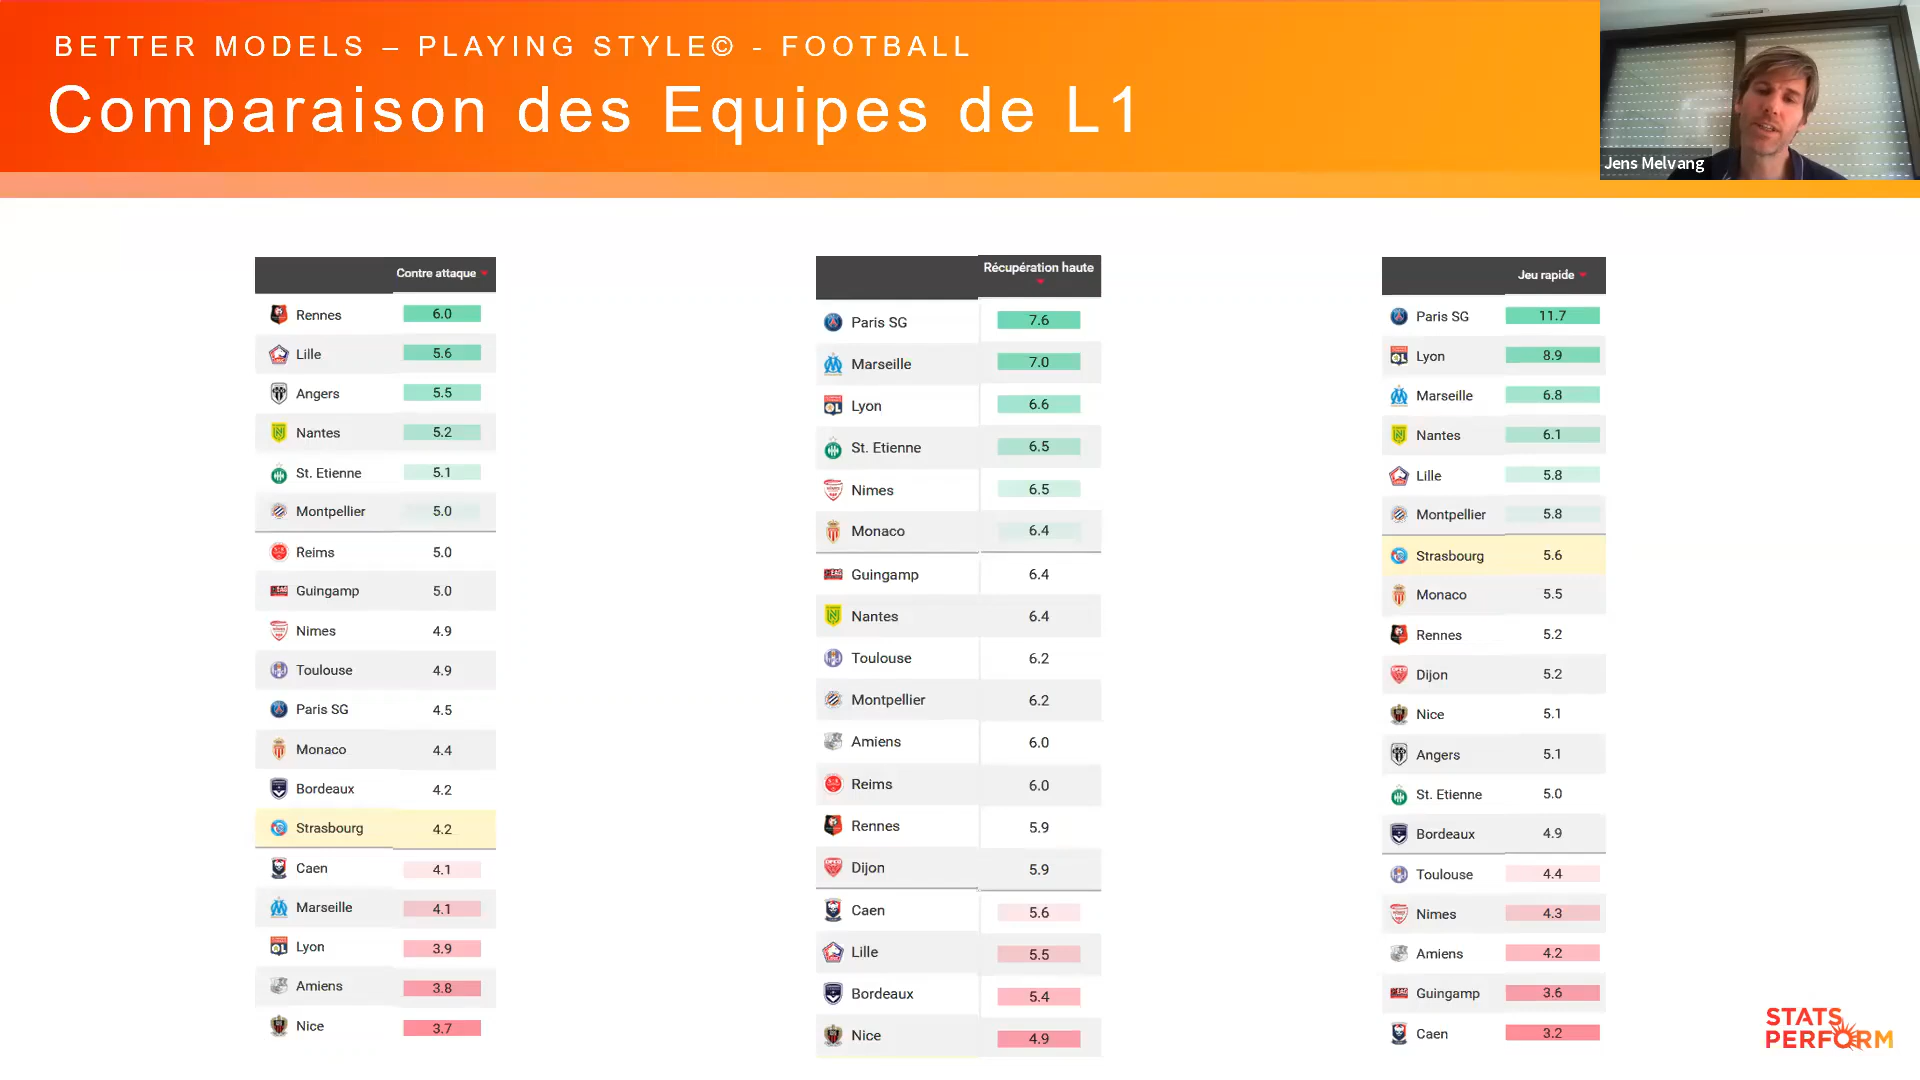 BETTER MODELS – PLAYING STYLE© - FOOTBALL
Comparaison des Equipes de L1
Jens Melvang
Contre attaque
Rennes 6.0
Lille 5.6
Angers 5.5
Nantes 5.2
St. Etienne 5.1
Montpellier 5.0
Reims 5.0
Guingamp 5.0
Nimes 4.9
Toulouse 4.9
Paris SG 4.5
Monaco 4.4
Bordeaux 4.2
Strasbourg 4.2
Caen 4.1
Marseille 4.1
Lyon 3.9
Amiens 3.8
Nice 3.7
Récupération haute
Paris SG 7.6
Marseille 7.0
Lyon 6.6
St. Etienne 6.5
Nimes 6.5
Monaco 6.4
Guingamp 6.4
Nantes 6.4
Toulouse 6.2
Montpellier 6.2
Amiens 6.0
Reims 6.0
Rennes 5.9
Dijon 5.9
Caen 5.6
Lille 5.5
Bordeaux 5.4
Nice 4.9
Jeu rapide
Paris SG 11.7
Lyon 8.9
Marseille 6.8
Nantes 6.1
Lille 5.8
Montpellier 5.8
Strasbourg 5.6
Monaco 5.5
Rennes 5.2
Dijon 5.2
Nice 5.1
Angers 5.1
St. Etienne 5.0
Bordeaux 4.9
Toulouse 4.4
Nimes 4.3
Amiens 4.2
Guingamp 3.6
Caen 3.2
STATS
PERFORM